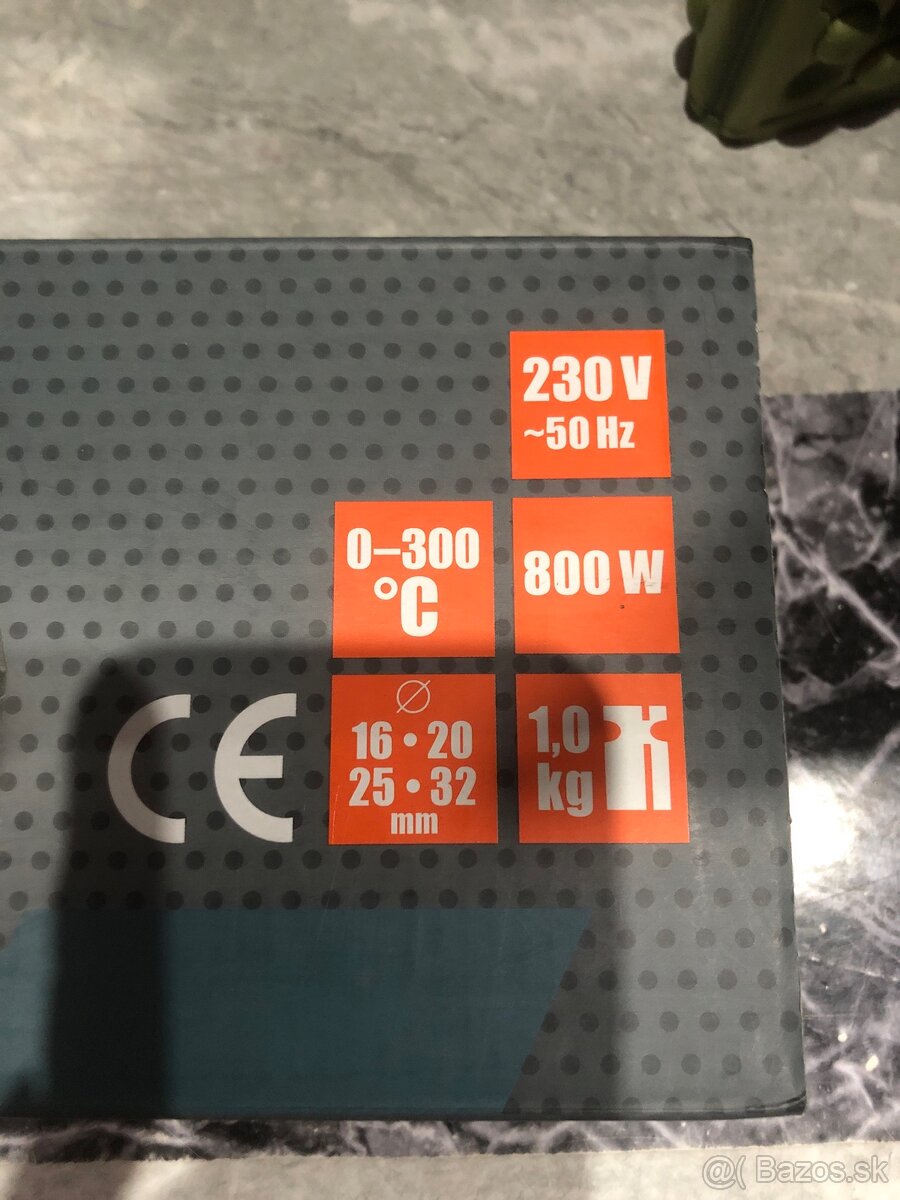 230 V
~50 Hz
0–300
°C
800 W
CE
Ø
16 • 20
25 • 32
mm
1,0
kg
@( Bazos.sk